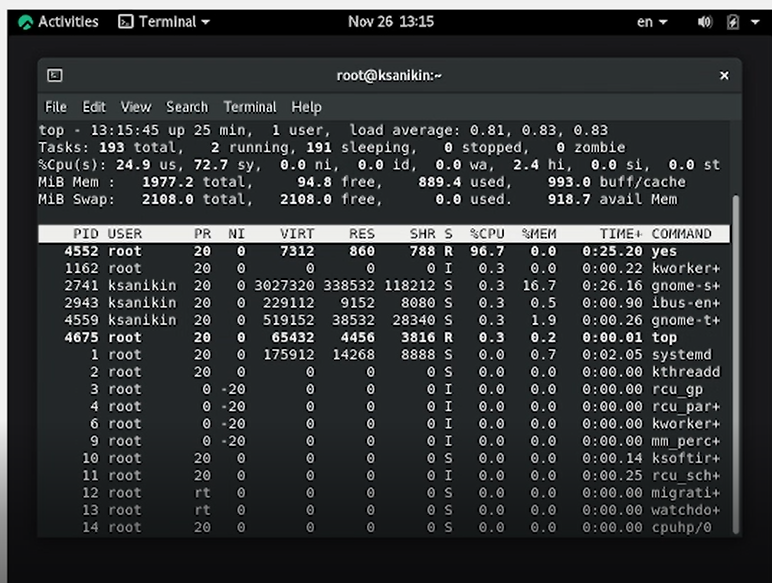 Activities Terminal Nov 26 13:15 en
root@ksanikin:~
File Edit View Search Terminal Help
top - 13:15:45 up 25 min, 1 user, load average: 0.81, 0.83, 0.83
Tasks: 193 total, 2 running, 191 sleeping, 0 stopped, 0 zombie
%Cpu(s): 24.9 us, 72.7 sy, 0.0 ni, 0.0 id, 0.0 wa, 2.4 hi, 0.0 si, 0.0 st
MiB Mem : 1977.2 total, 94.8 free, 889.4 used, 993.0 buff/cache
MiB Swap: 2108.0 total, 2108.0 free, 0.0 used. 918.7 avail Mem
PID USER PR NI VIRT RES SHR S %CPU %MEM TIME+ COMMAND
4552 root 20 0 7312 860 788 R 96.7 0.0 0:25.20 yes
1162 root 20 0 0 0 0 I 0.3 0.0 0:00.22 kworker+
2741 ksanikin 20 0 3027320 338532 118212 S 0.3 16.7 0:26.16 gnome-s+
2943 ksanikin 20 0 229112 9152 8080 S 0.3 0.5 0:00.90 ibus-en+
4559 ksanikin 20 0 519152 38532 28340 S 0.3 1.9 0:00.26 gnome-t+
4675 root 20 0 65432 4456 3816 R 0.3 0.2 0:00.01 top
1 root 20 0 175912 14268 8888 S 0.0 0.7 0:02.05 systemd
2 root 20 0 0 0 0 S 0.0 0.0 0:00.00 kthreadd
3 root 0 -20 0 0 0 I 0.0 0.0 0:00.00 rcu_gp
4 root 0 -20 0 0 0 I 0.0 0.0 0:00.00 rcu_par+
6 root 0 -20 0 0 0 I 0.0 0.0 0:00.00 kworker+
9 root 0 -20 0 0 0 I 0.0 0.0 0:00.00 mm_perc+
10 root 20 0 0 0 0 S 0.0 0.0 0:00.14 ksoftir+
11 root 20 0 0 0 0 I 0.0 0.0 0:00.25 rcu_sch+
12 root rt 0 0 0 0 S 0.0 0.0 0:00.00 migrati+
13 root rt 0 0 0 0 S 0.0 0.0 0:00.00 watchdo+
14 root 20 0 0 0 0 S 0.0 0.0 0:00.00 cpuhp/0